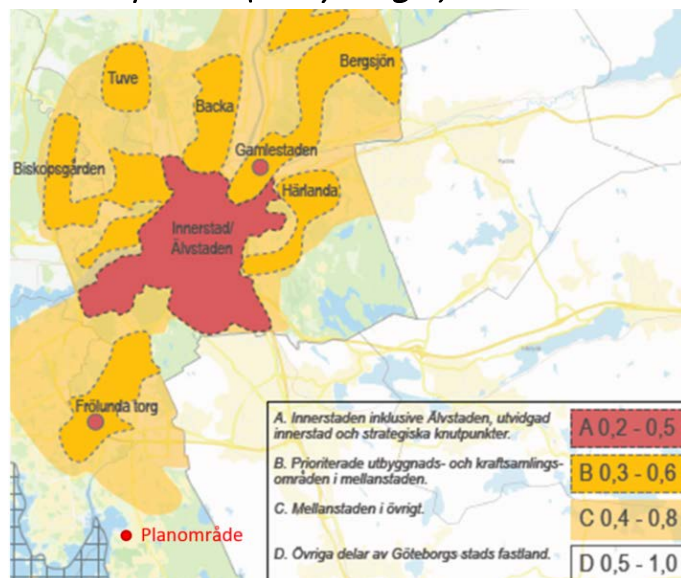 Bergsjön
Tuve
Backa
Gamlestaden
Biskopsgården
Härlanda
Innerstad/
Älvstaden
Frölunda torg
Planområde
A. Innerstaden inklusive Älvstaden, utvidgad
innerstad och strategiska knutpunkter.
A 0,2 - 0,5
B. Prioriterade utbyggnads- och kraftsamlings-
områden i mellanstaden.
B 0,3 - 0,6
C. Mellanstaden i övrigt.
C 0,4 - 0,8
D. Övriga delar av Göteborgs stads fastland.
D 0,5 - 1,0